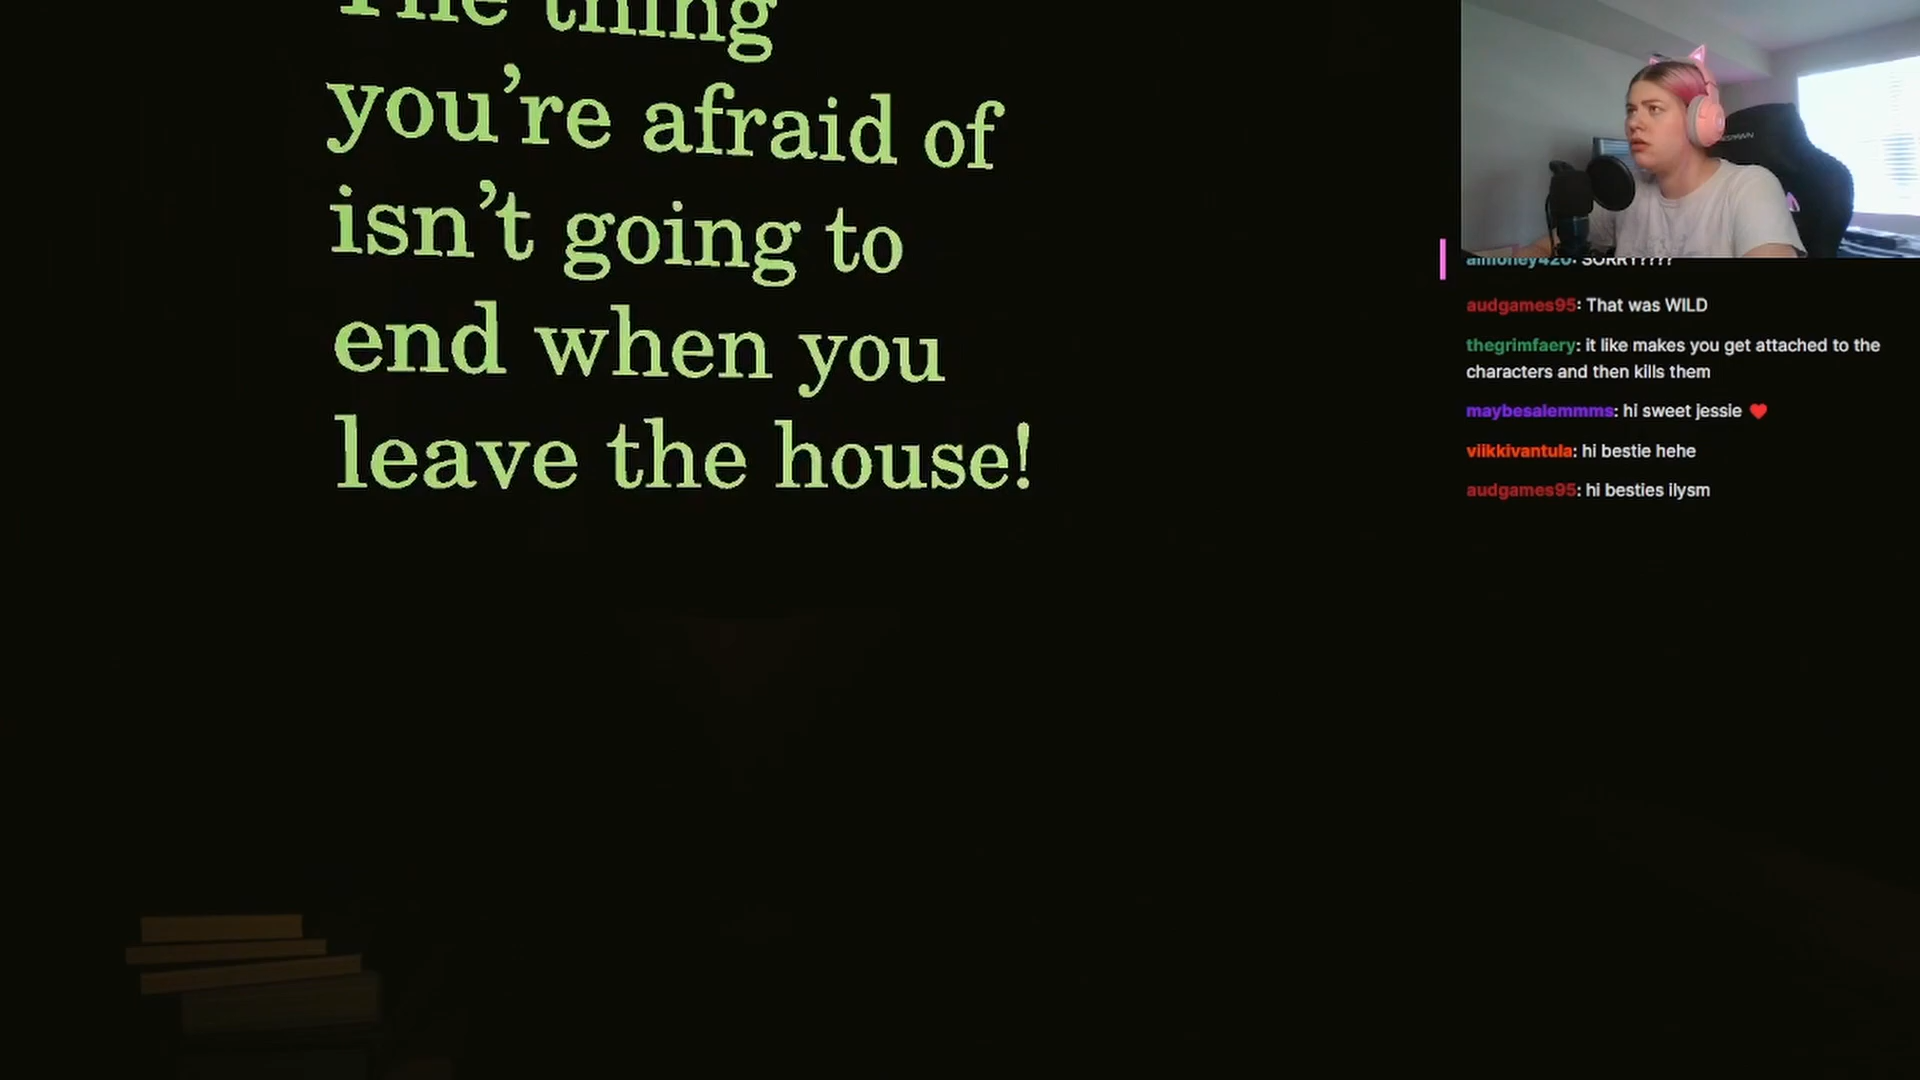 The thing
you're afraid of
isn't going to
end when you
leave the house!
audgames95: That was WILD
thegrimfaery: it like makes you get attached to the
characters and then kills them
maybesalemmms: hi sweet jessie ❤️
viikkivantula: hi bestie hehe
audgames95: hi besties ilysm